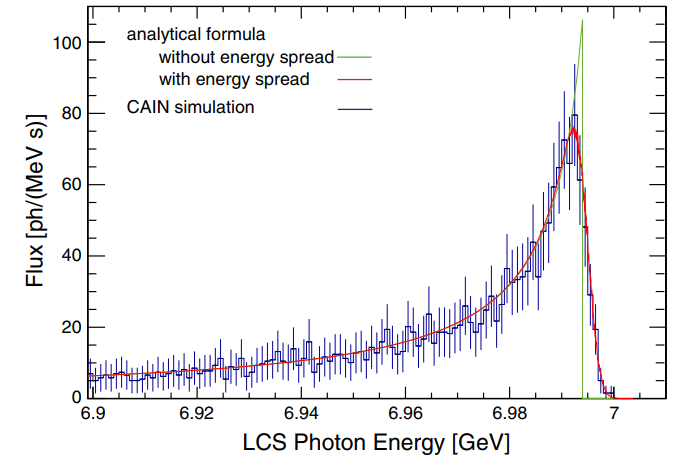 analytical formula
without energy spread
with energy spread
CAIN simulation
Flux [ph/(MeV s)]
100
80
60
40
20
0
6.9 6.92 6.94 6.96 6.98 7
LCS Photon Energy [GeV]